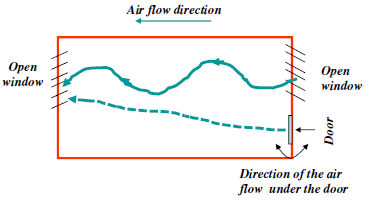 Air flow direction
Open
window
Open
window
Door
Direction of the air
flow under the door